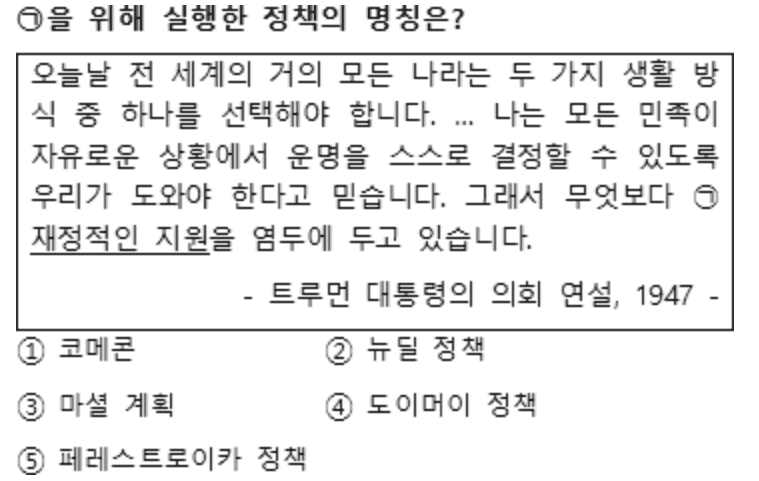 ㉠을 위해 실행한 정책의 명칭은?
오늘날 전 세계의 거의 모든 나라는 두 가지 생활 방
식 중 하나를 선택해야 합니다. ... 나는 모든 민족이
자유로운 상황에서 운명을 스스로 결정할 수 있도록
우리가 도와야 한다고 믿습니다. 그래서 무엇보다 ㉠
재정적인 지원을 염두에 두고 있습니다.
- 트루먼 대통령의 의회 연설, 1947 -
① 코메콘 ② 뉴딜 정책
③ 마셜 계획 ④ 도이머이 정책
⑤ 페레스트로이카 정책